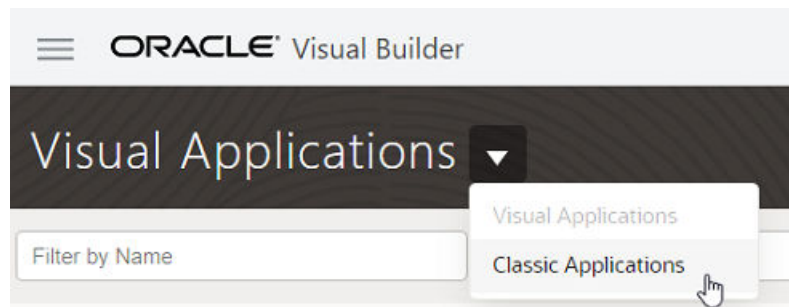 ORACLE® Visual Builder
Visual Applications
Visual Applications
Filter by Name
Classic Applications